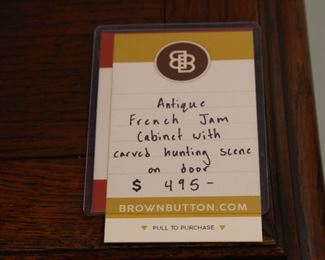 BB
Antique
French Jam
Cabinet with
carved hunting scene
on door
$ 495-
BROWNBUTTON.COM
PULL TO PURCHASE